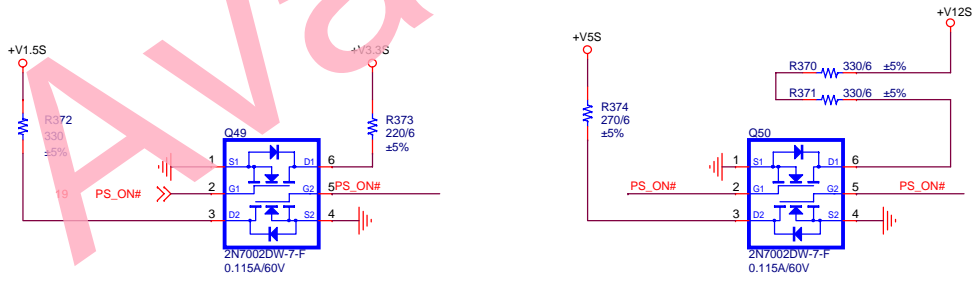 +V12S
+V1.5S
+V3.3S
+V5S
R370 330/6 ±5%
R371 330/6 ±5%
R372
330
±5%
R373
220/6
±5%
R374
270/6
±5%
Q49
1 S1 D1 6
19 PS_ON# 2 G1 G2 5 PS_ON#
3 D2 S2 4
2N7002DW-7-F
0.115A/60V
Q50
1 S1 D1 6
PS_ON# 2 G1 G2 5 PS_ON#
3 D2 S2 4
2N7002DW-7-F
0.115A/60V
Ava